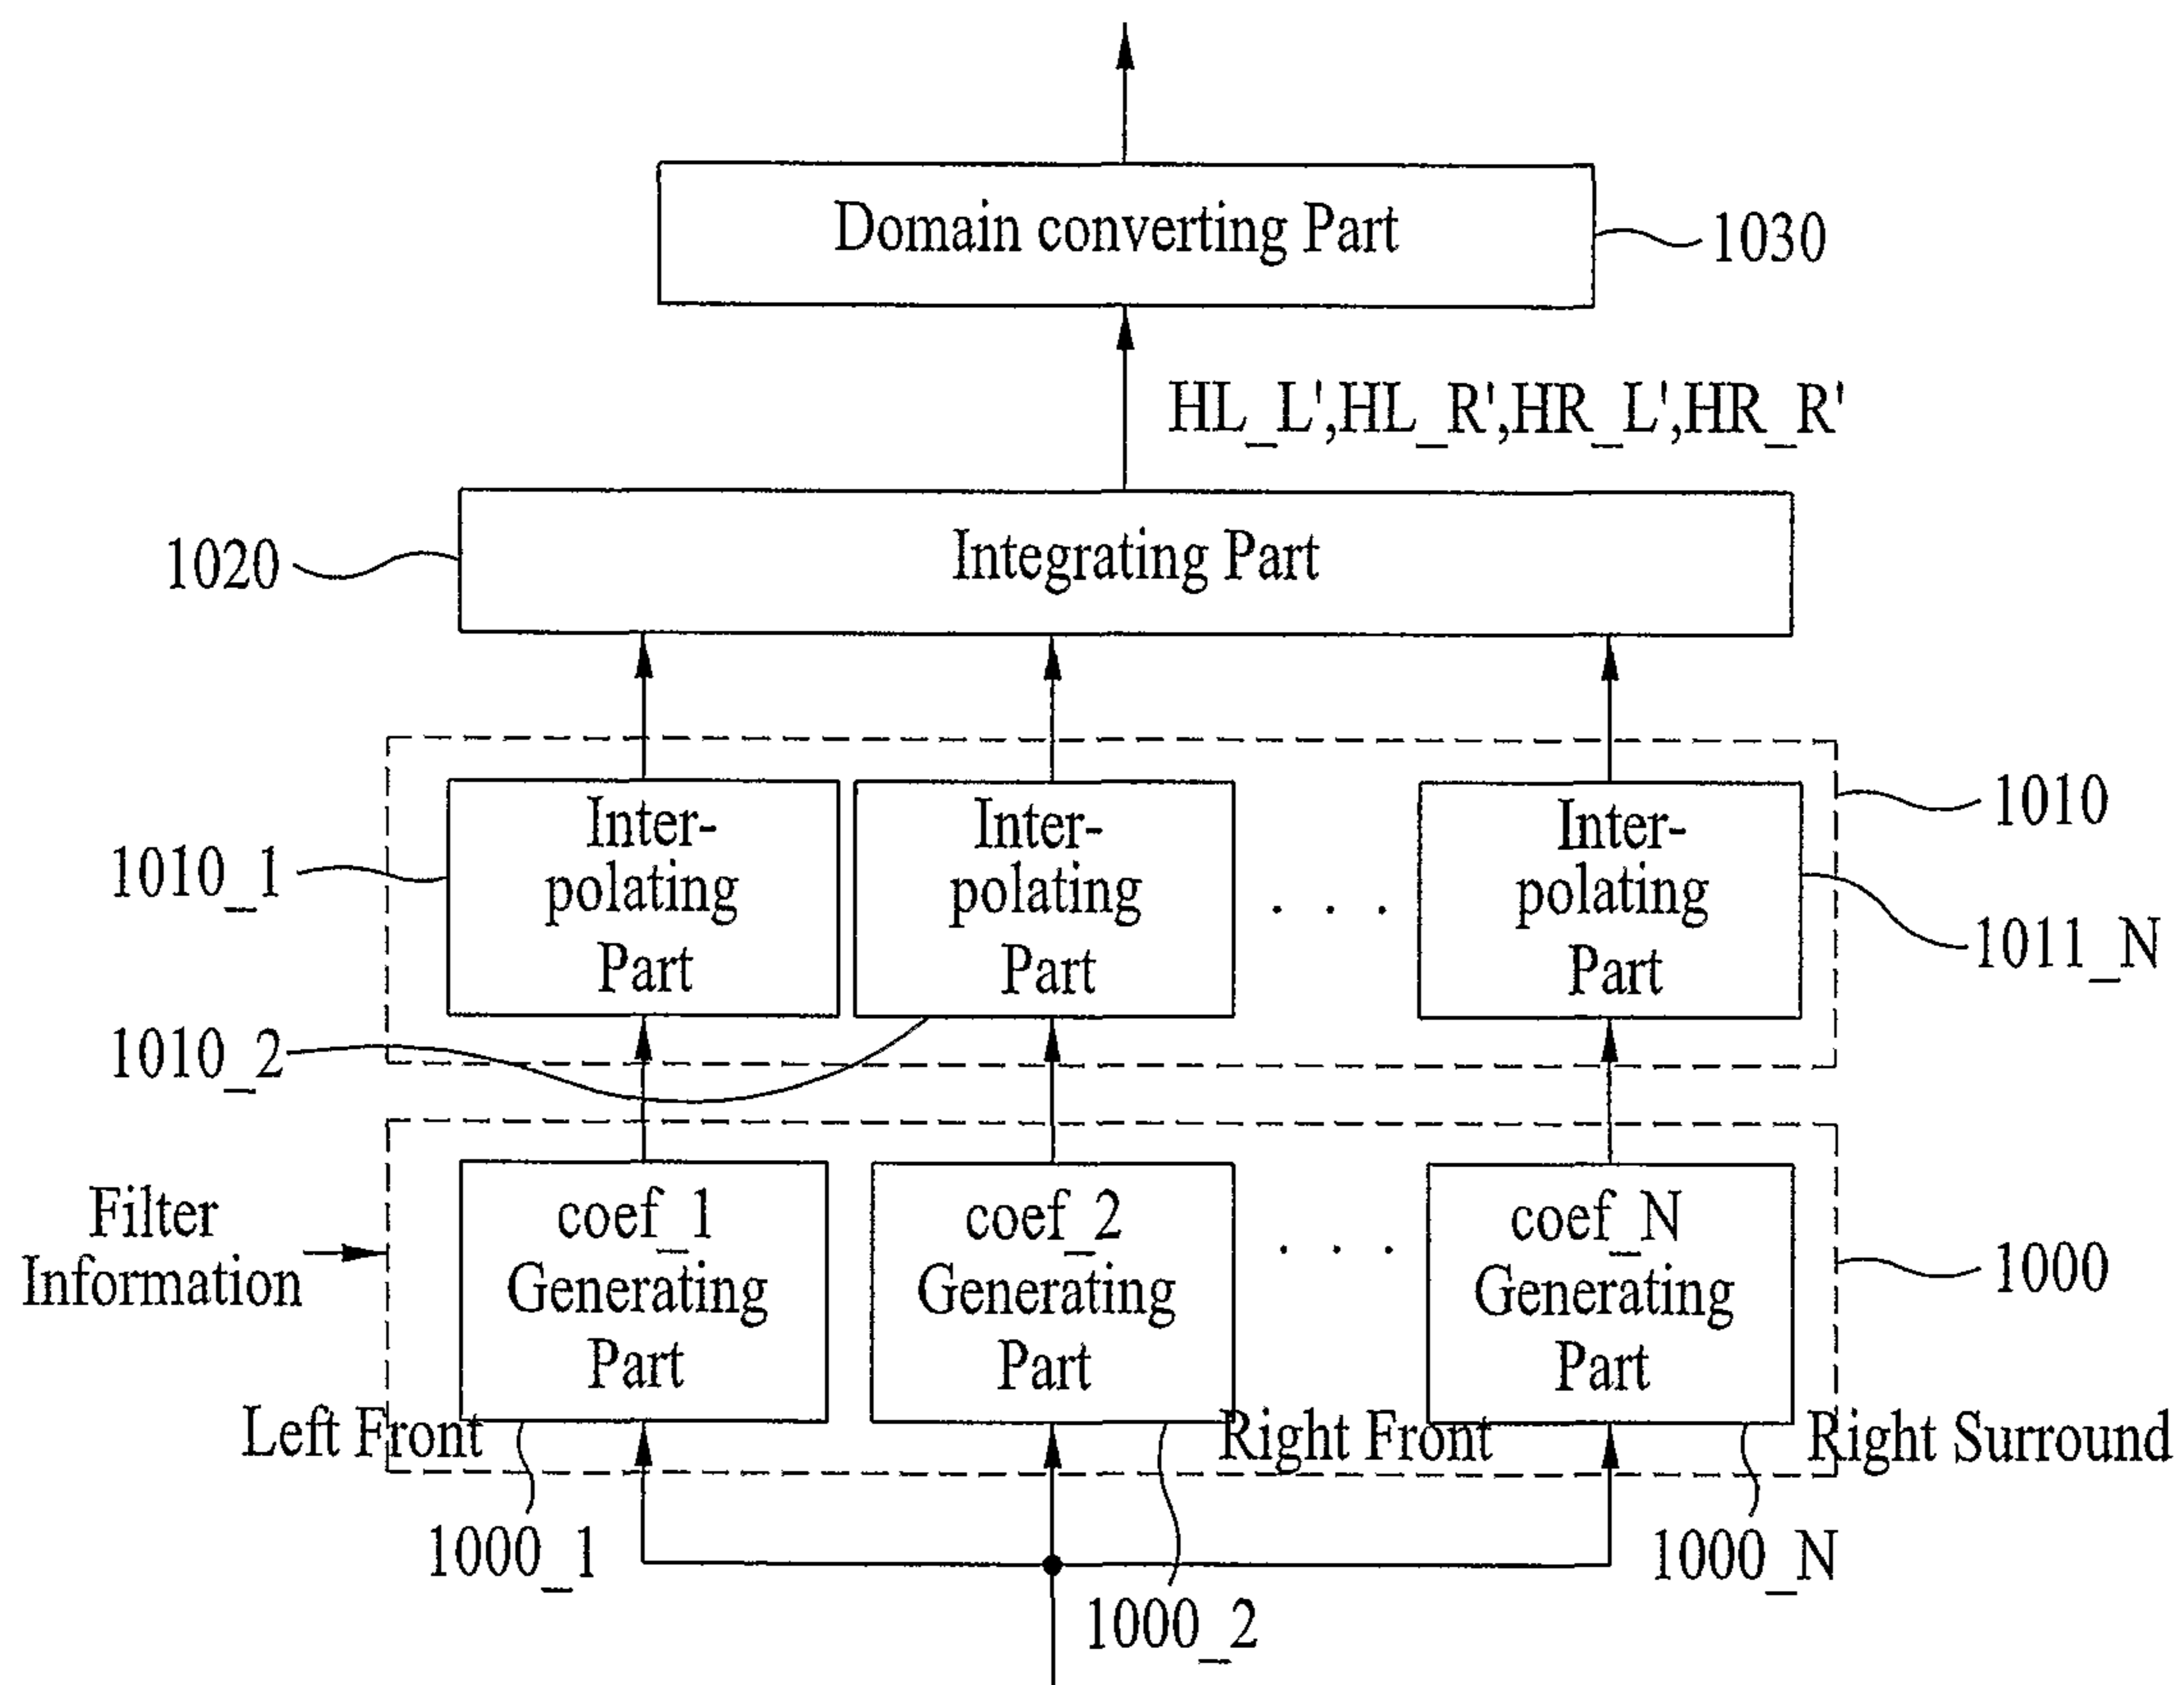 Domain converting Part
1030
HL_L',HL_R',HR_L',HR_R'
Integrating Part
1020
Inter-
polating
Part
Inter-
polating
Part
. . .
Inter-
polating
Part
1010
1010_1
1011_N
1010_2
Filter
Information
coef_1
Generating
Part
coef_2
Generating
Part
. . .
coef_N
Generating
Part
1000
Left Front
Right Front
Right Surround
1000_1
1000_2
1000_N